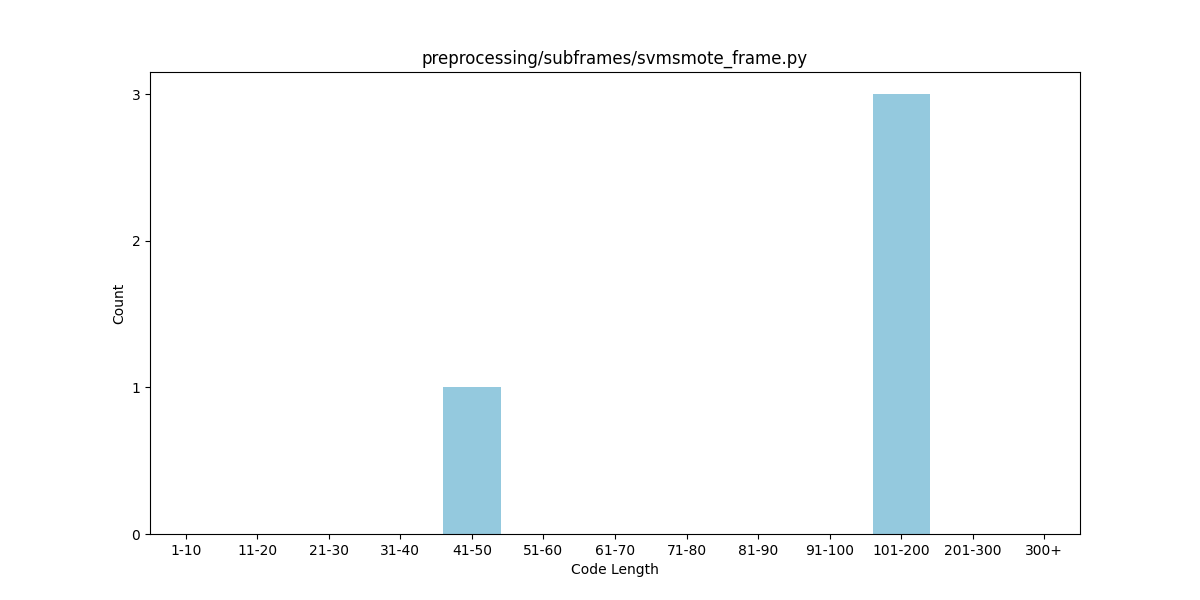 preprocessing/subframes/svmsmote_frame.py
3
2
1
0
Count
1-10 11-20 21-30 31-40 41-50 51-60 61-70 71-80 81-90 91-100 101-200 201-300 300+
Code Length